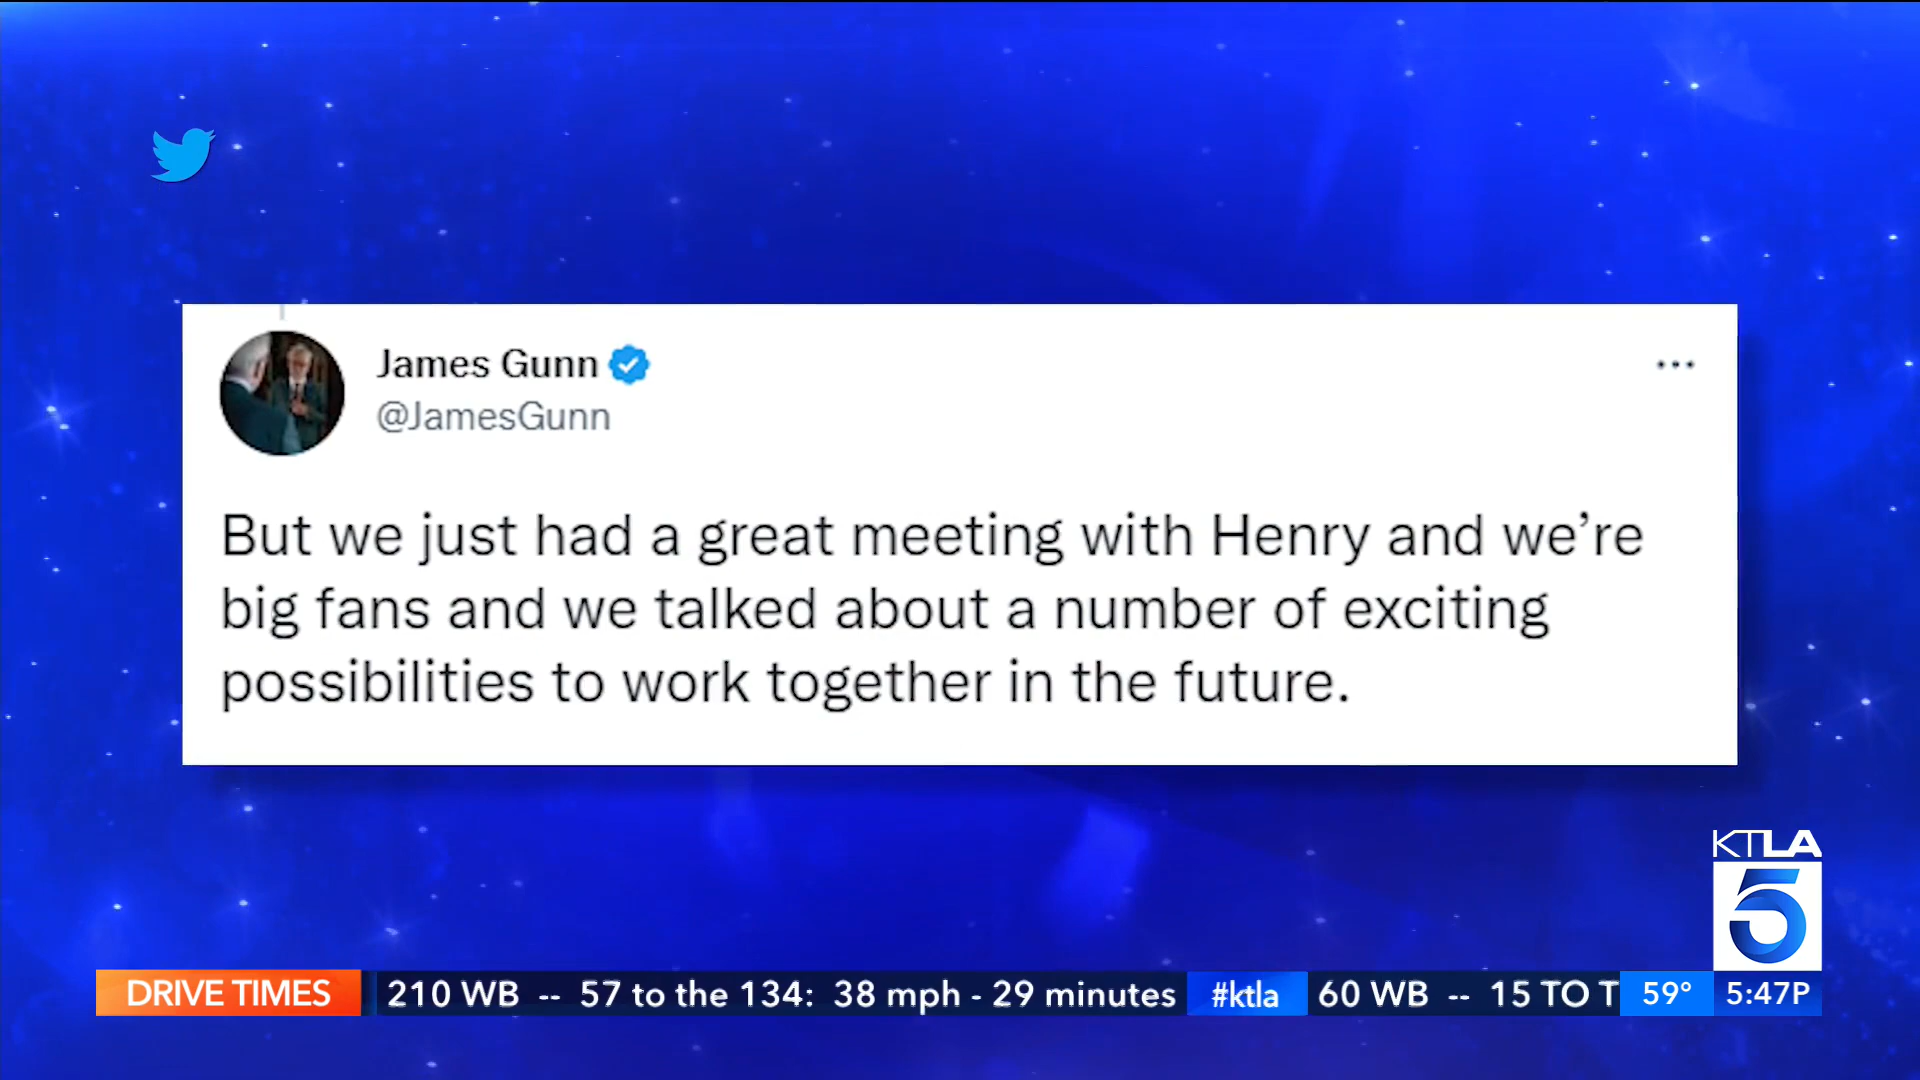 James Gunn
@JamesGunn
But we just had a great meeting with Henry and we’re
big fans and we talked about a number of exciting
possibilities to work together in the future.
KTLA
5
DRIVE TIMES
210 WB -- 57 to the 134: 38 mph - 29 minutes
#ktla
60 WB -- 15 TO T
59°
5:47P